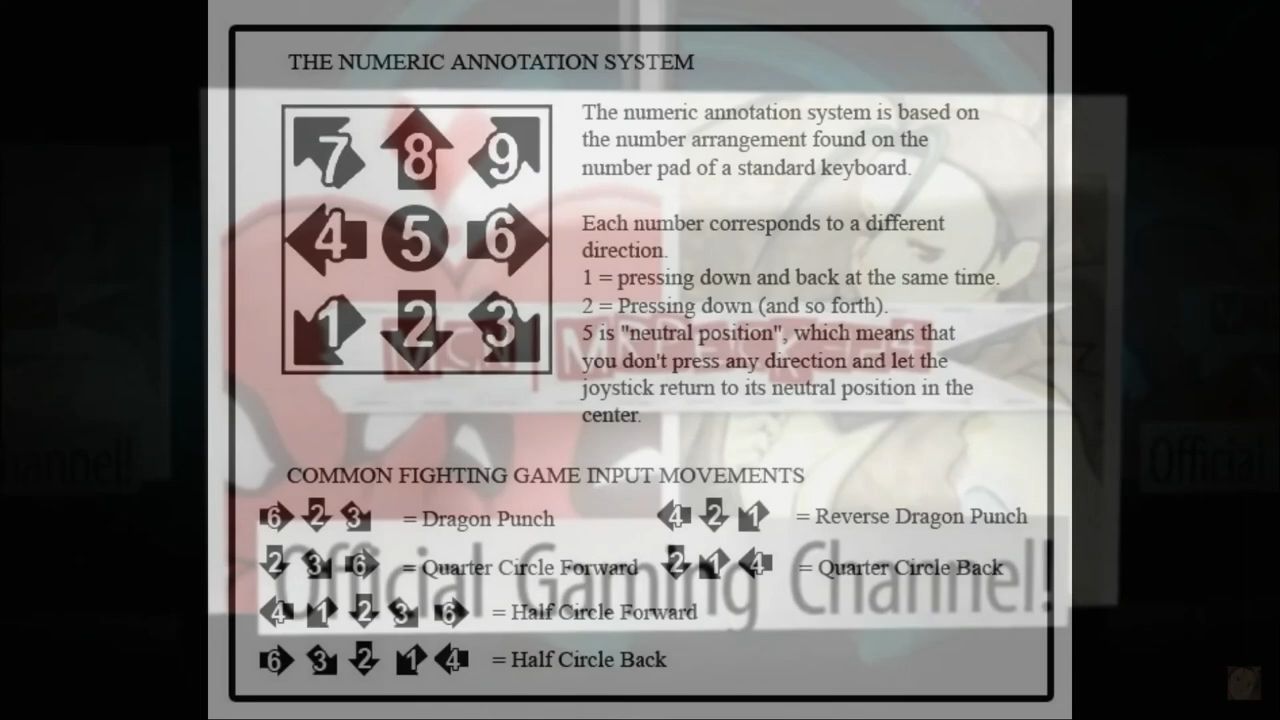 THE NUMERIC ANNOTATION SYSTEM
7 8 9
4 5 6
1 2 3
The numeric annotation system is based on
the number arrangement found on the
number pad of a standard keyboard.
Each number corresponds to a different
direction.
1 = pressing down and back at the same time.
2 = Pressing down (and so forth).
5 is "neutral position", which means that
you don't press any direction and let the
joystick return to its neutral position in the
center.
COMMON FIGHTING GAME INPUT MOVEMENTS
6 2 3 = Dragon Punch
4 2 1 = Reverse Dragon Punch
2 3 6 = Quarter Circle Forward
2 1 4 = Quarter Circle Back
4 1 2 3 6 = Half Circle Forward
6 3 2 1 4 = Half Circle Back
Official Gaming Channel!
hannel!
Official